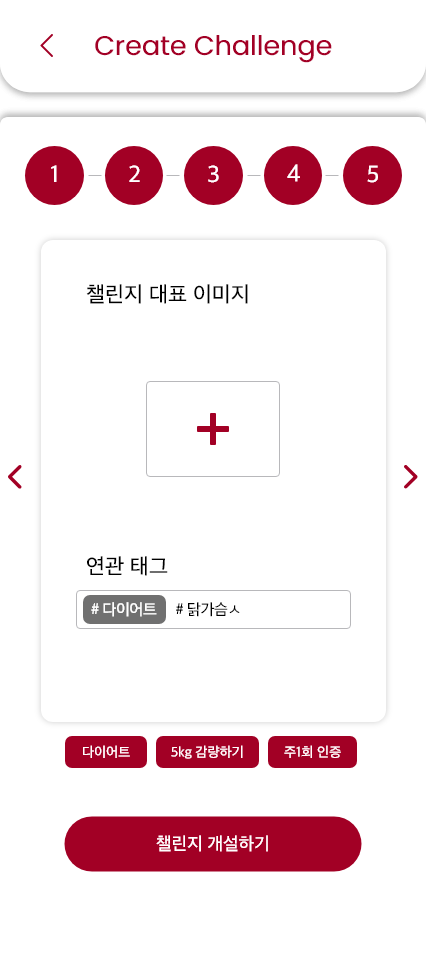 Create Challenge
1 2 3 4 5
챌린지 대표 이미지
연관 태그
# 다이어트 # 닭가슴ㅅ
다이어트 5kg 감량하기 주1회 인증
챌린지 개설하기